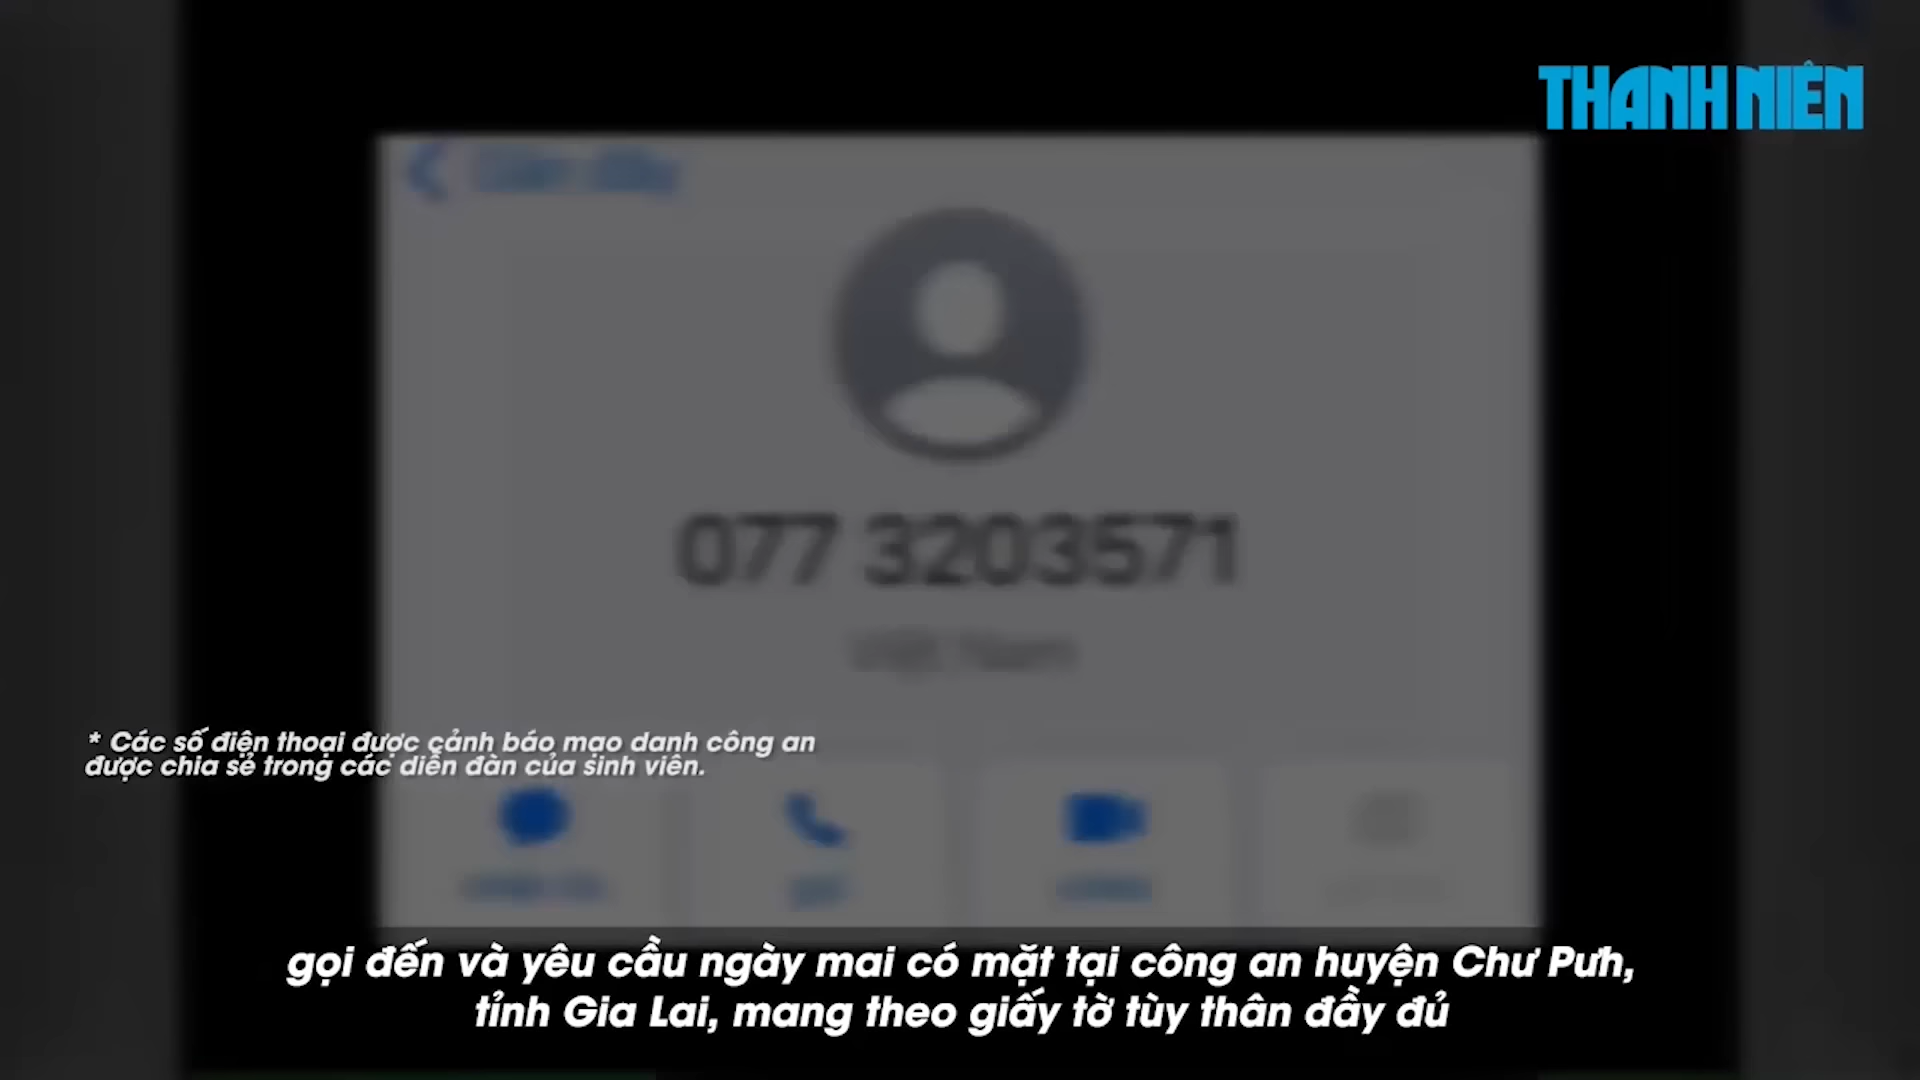 THANH NIÊN
077 3203571
Việt Nam
* Các số điện thoại được cảnh báo mạo danh công an
được chia sẻ trong các diễn đàn của sinh viên.
gọi đến và yêu cầu ngày mai có mặt tại công an huyện Chư Pưh,
tỉnh Gia Lai, mang theo giấy tờ tùy thân đầy đủ